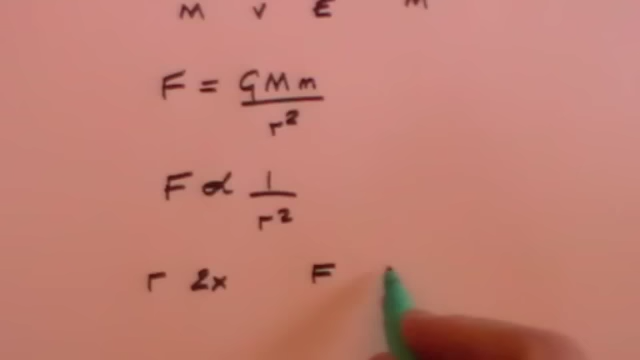 M V E M
F = GMm / r²
F ∝ 1 / r²
r 2x F